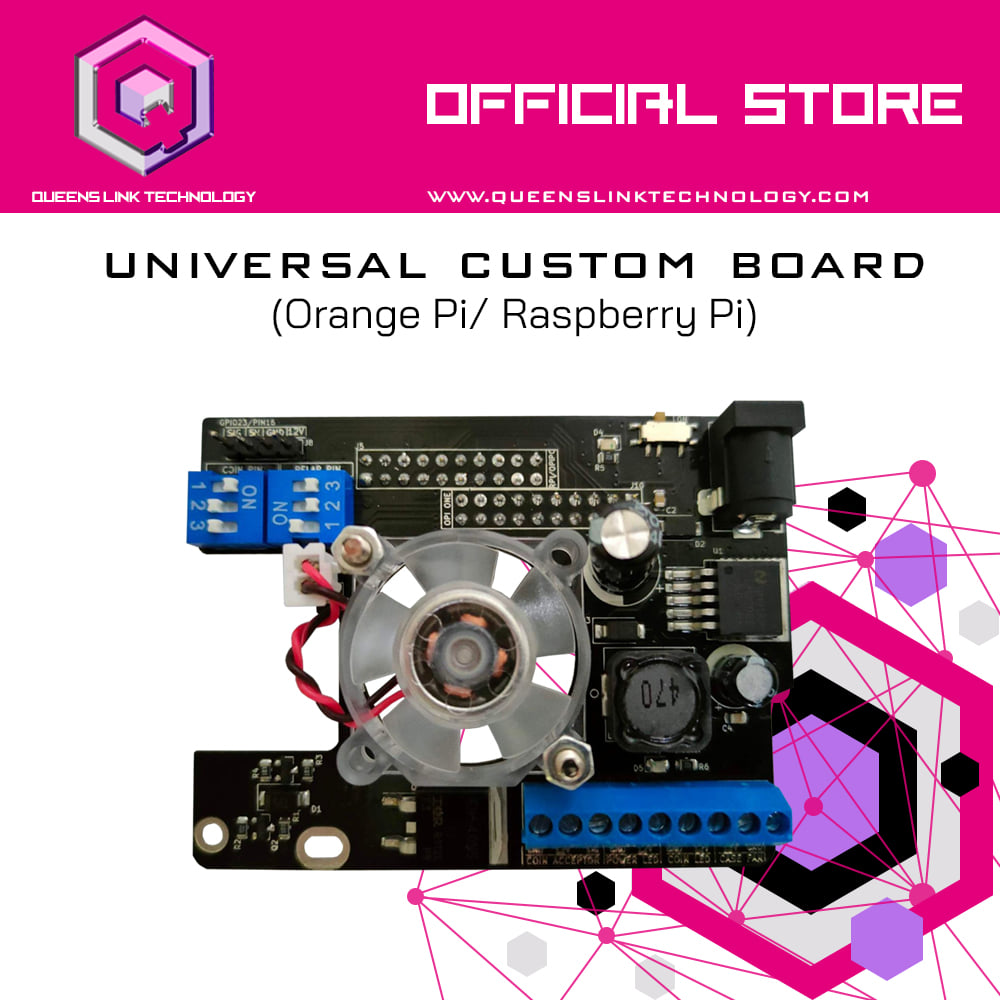 OFFICIAL STORE
QUEENS LINK TECHNOLOGY
WWW.QUEENSLINKTECHNOLOGY.COM
UNIVERSAL CUSTOM BOARD
(Orange Pi/ Raspberry Pi)
GPIO23/PIN16
SIG 5V GND 12V
J8
COIN PIN
RELAY PIN
J5
RPI/OPIPC
OPI ONE
J10
ON
1 2 3
ON
1 2 3
D4
R5
C2
D2
U1
470
D5
R6
R4
R3
D1
R1
R2
Q2
COIN ACCEPTOR POWER LED COIN LED CASE FAN